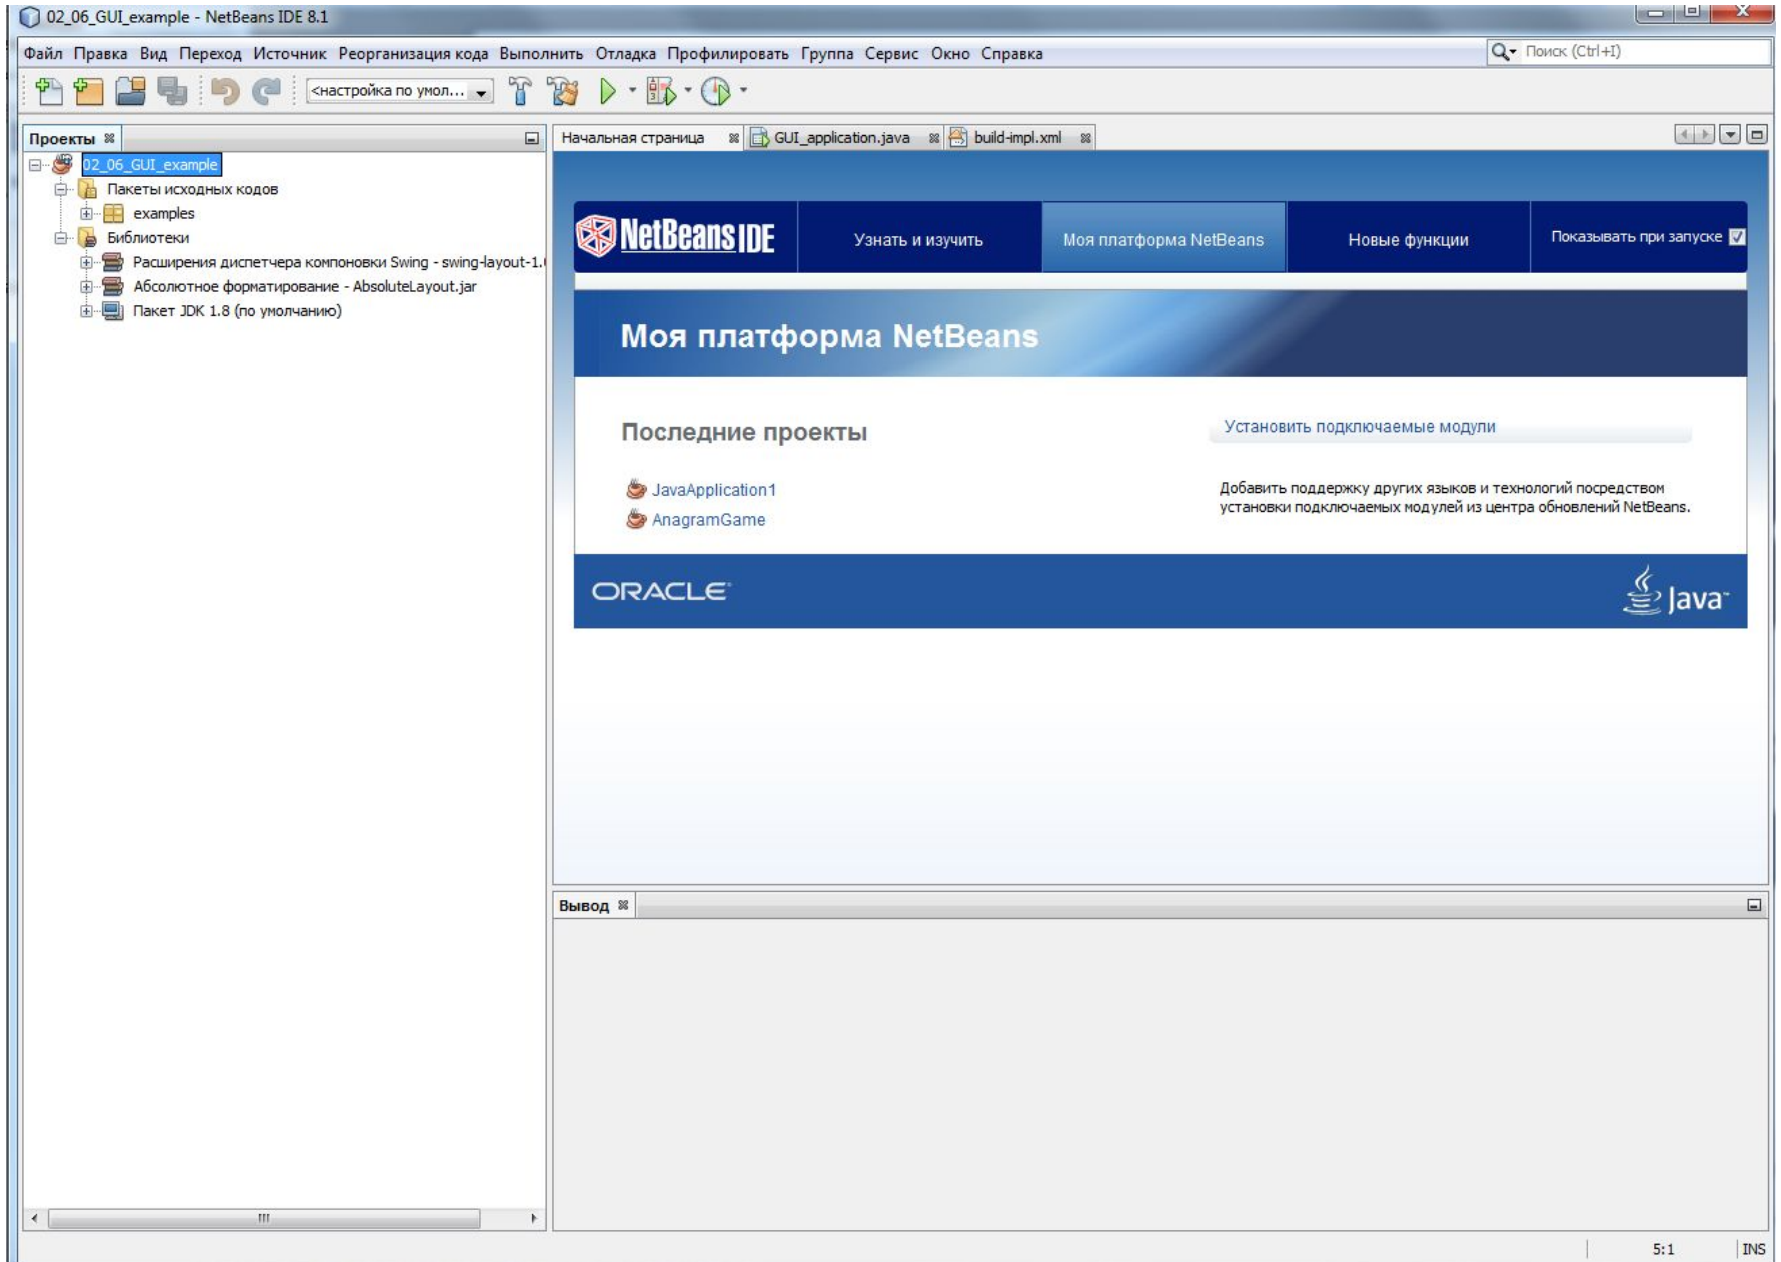 02_06_GUI_example - NetBeans IDE 8.1
Файл Правка Вид Переход Источник Реорганизация кода Выполнить Отладка Профилировать Группа Сервис Окно Справка
Поиск (Ctrl+I)
<настройка по умол...
Проекты
02_06_GUI_example
Пакеты исходных кодов
examples
Библиотеки
Расширения диспетчера компоновки Swing - swing-layout-1.
Абсолютное форматирование - AbsoluteLayout.jar
Пакет JDK 1.8 (по умолчанию)
Начальная страница GUI_application.java build-impl.xml
NetBeans IDE
Узнать и изучить
Моя платформа NetBeans
Новые функции
Показывать при запуске
Моя платформа NetBeans
Последние проекты
JavaApplication1
AnagramGame
Установить подключаемые модули
Добавить поддержку других языков и технологий посредством
установки подключаемых модулей из центра обновлений NetBeans.
ORACLE
Java
Вывод
5:1 INS